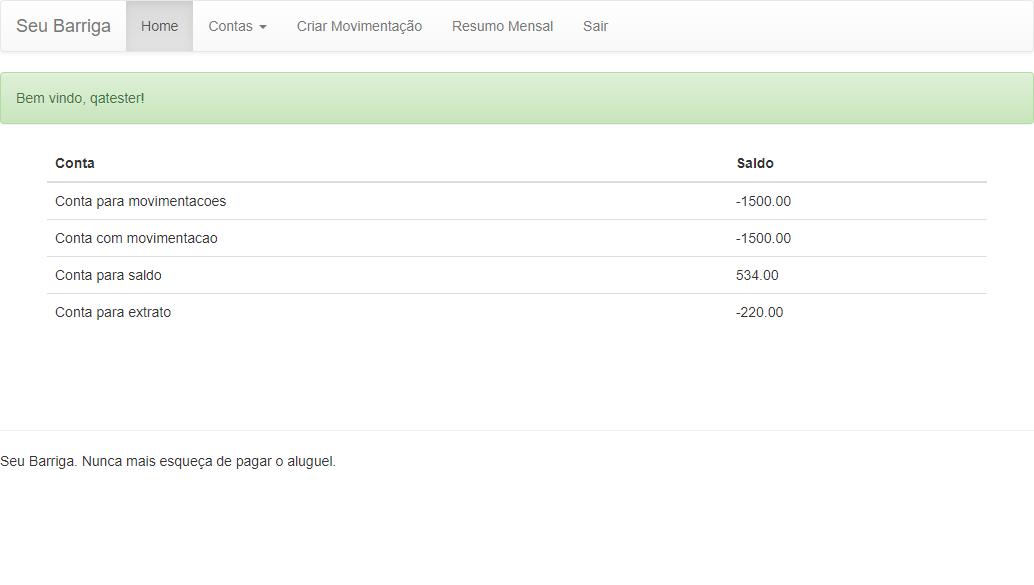 Seu Barriga Home Contas Criar Movimentação Resumo Mensal Sair
Bem vindo, qatester!
Conta Saldo
Conta para movimentacoes -1500.00
Conta com movimentacao -1500.00
Conta para saldo 534.00
Conta para extrato -220.00
Seu Barriga. Nunca mais esqueça de pagar o aluguel.